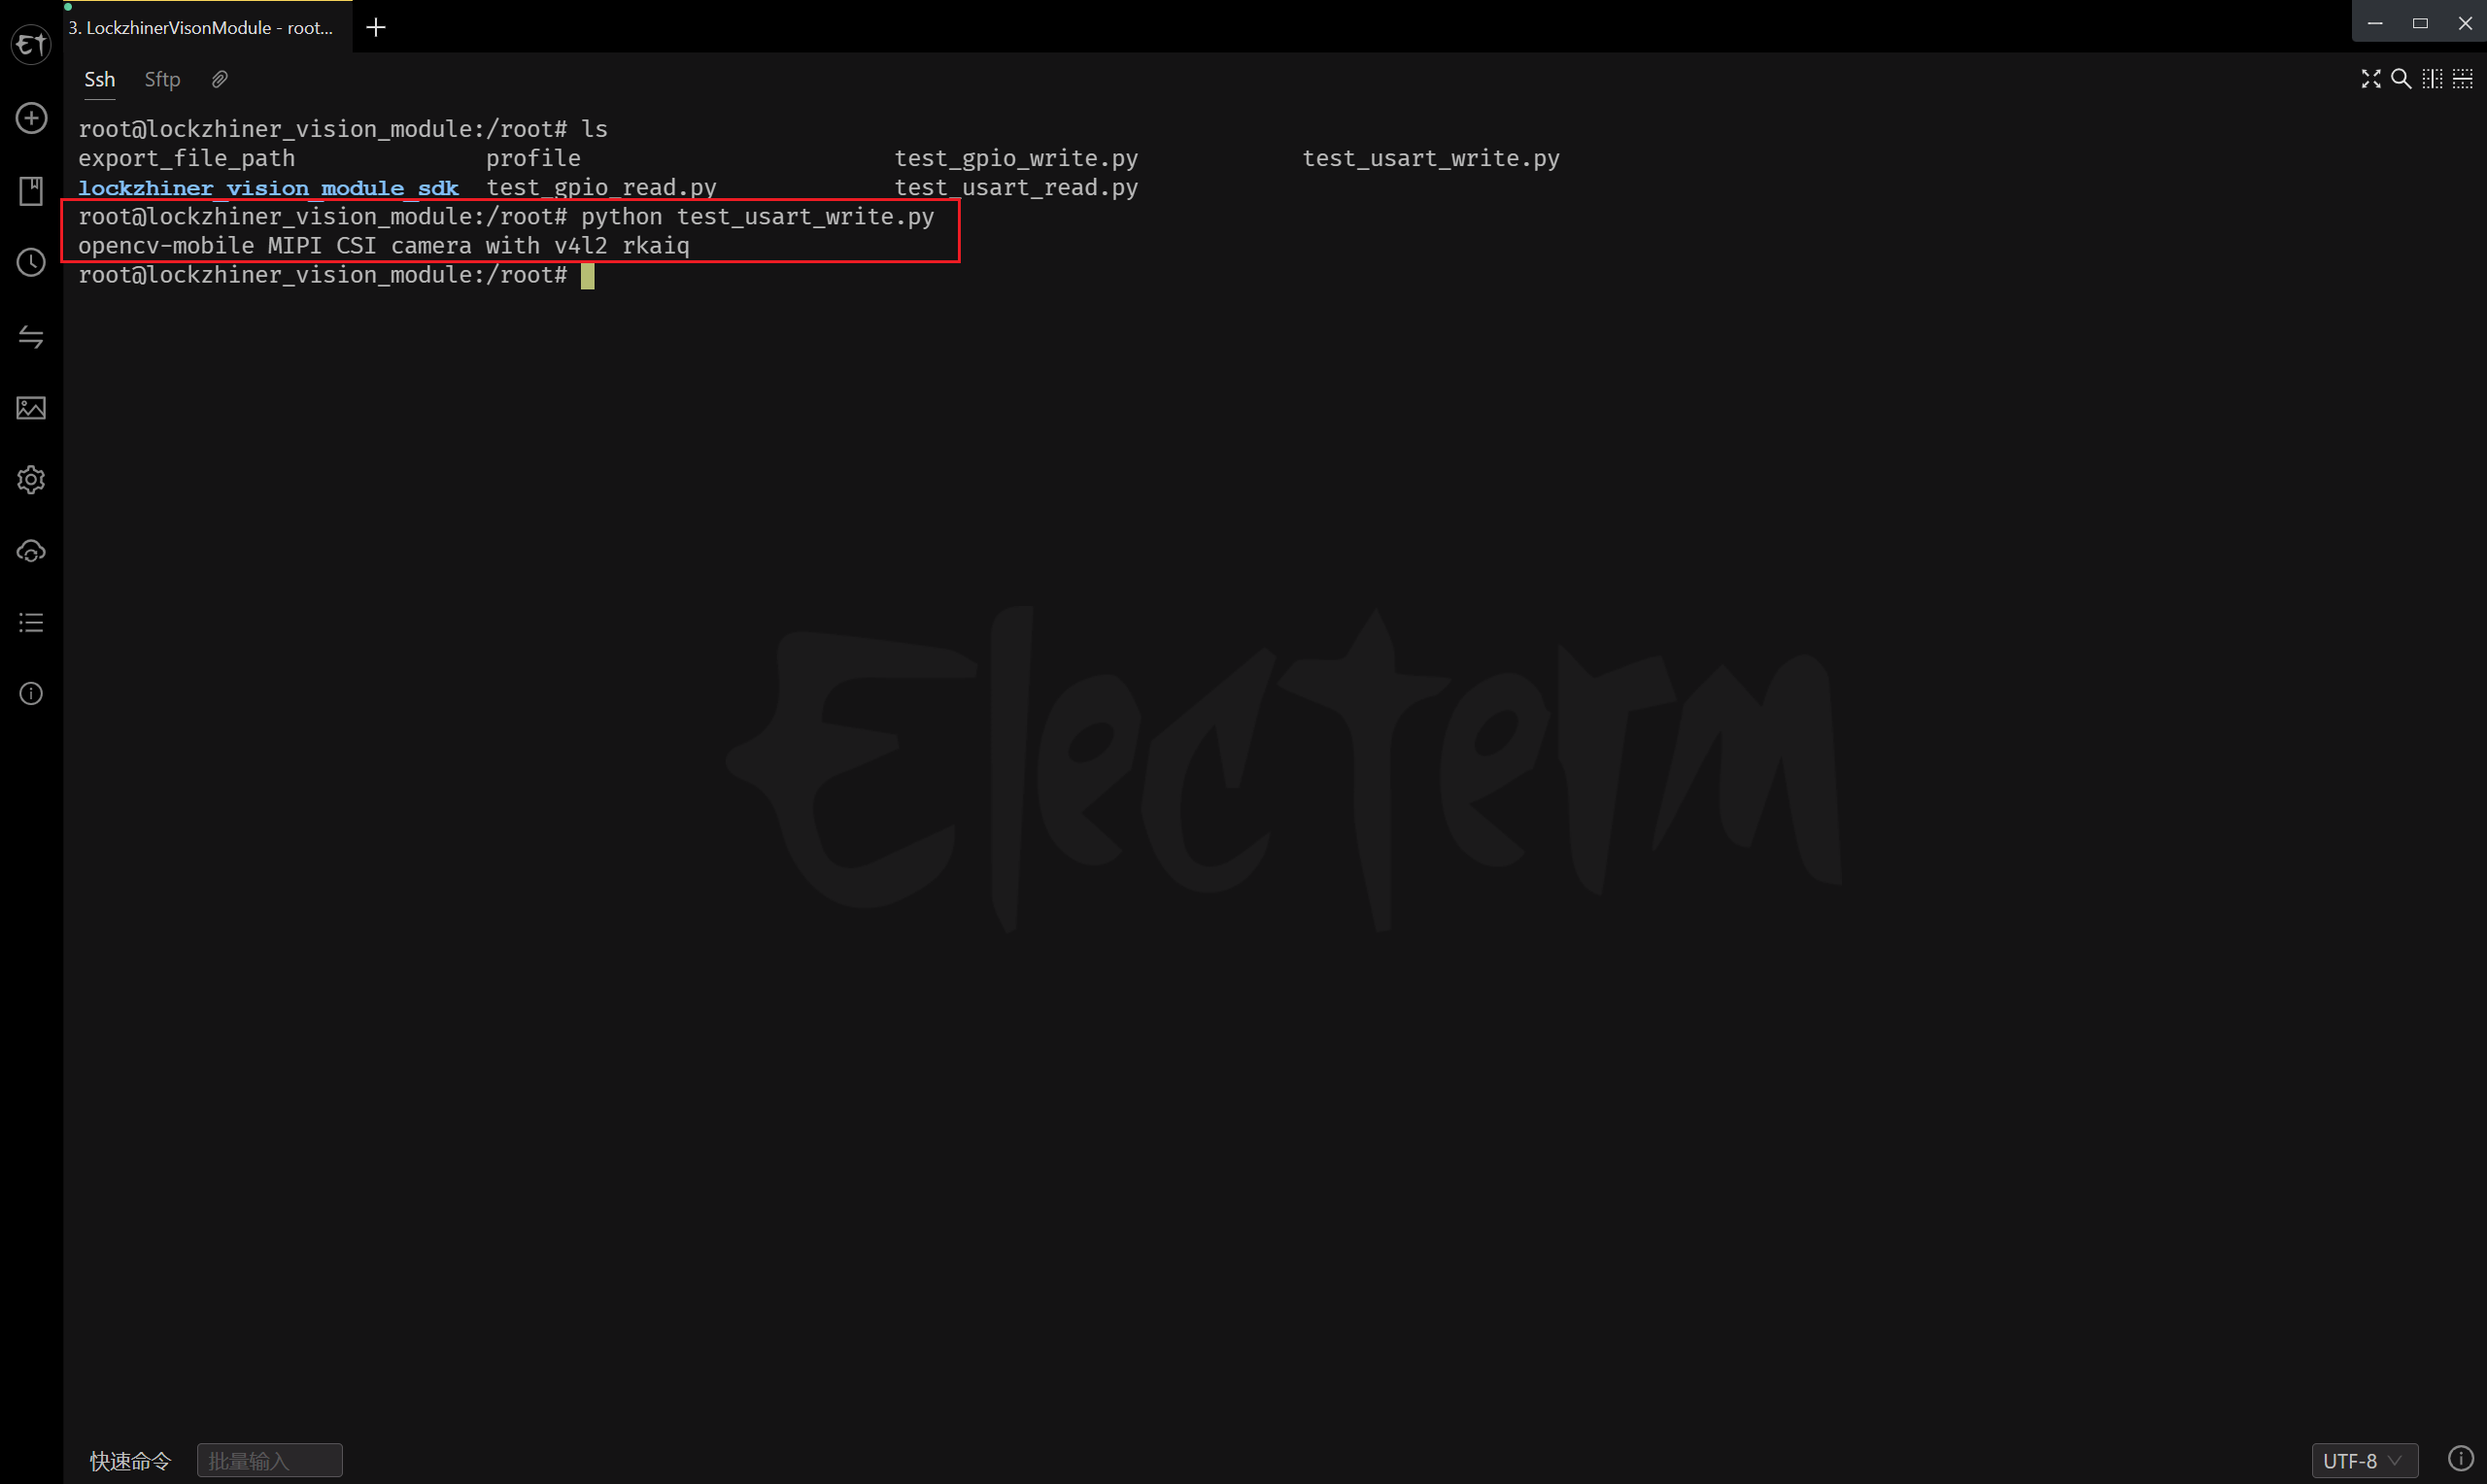 3. LockzhinerVisonModule - root...
Ssh Sftp
root@lockzhiner_vision_module:/root# ls
export_file_path profile test_gpio_write.py test_usart_write.py
lockzhiner_vision_module_sdk test_gpio_read.py test_usart_read.py
root@lockzhiner_vision_module:/root# python test_usart_write.py
opencv-mobile MIPI CSI camera with v4l2 rkaiq
root@lockzhiner_vision_module:/root#
Electerm
快速命令 批量输入 UTF-8